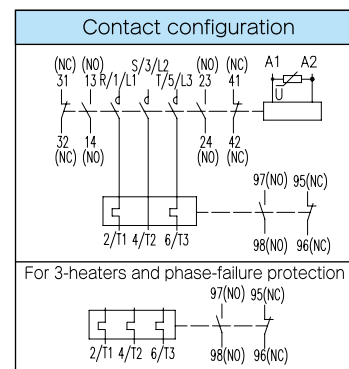 Contact configuration
(NC) (NO) S/3/L2 (NO) (NC) A1 A2
31 13 R/1/L1 T/5/L3 23 41
U
32 14 24 42
(NC) (NO) (NO) (NC)
97(NO) 95(NC)
2/T1 4/T2 6/T3
98(NO) 96(NC)
For 3-heaters and phase-failure protection
97(NO) 95(NC)
2/T1 4/T2 6/T3
98(NO) 96(NC)